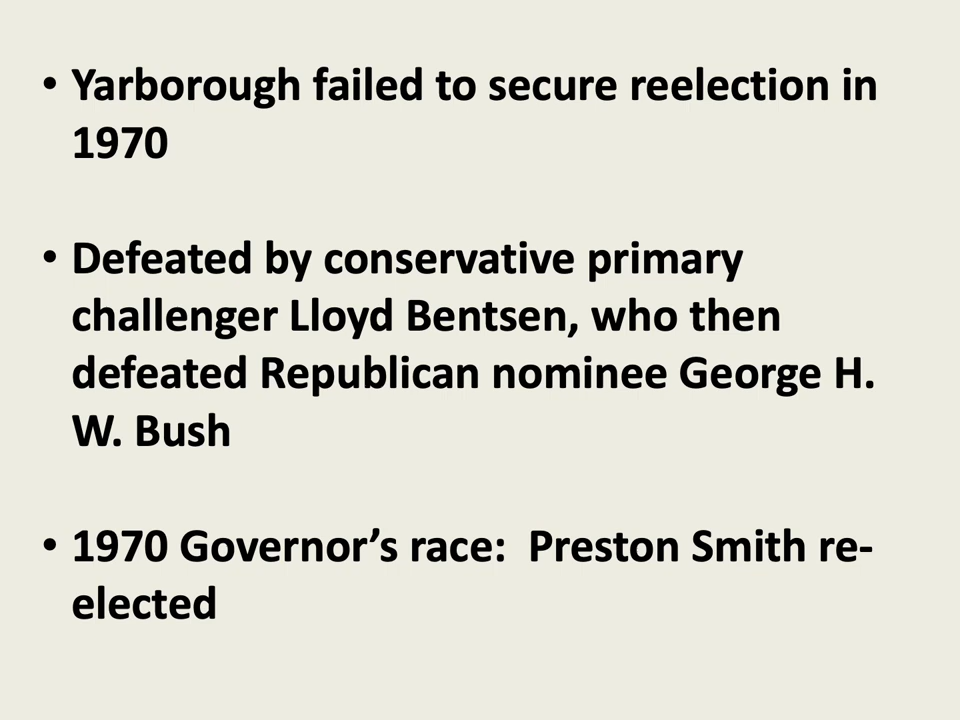 • Yarborough failed to secure reelection in
1970
• Defeated by conservative primary
challenger Lloyd Bentsen, who then
defeated Republican nominee George H.
W. Bush
• 1970 Governor’s race:  Preston Smith re-
elected